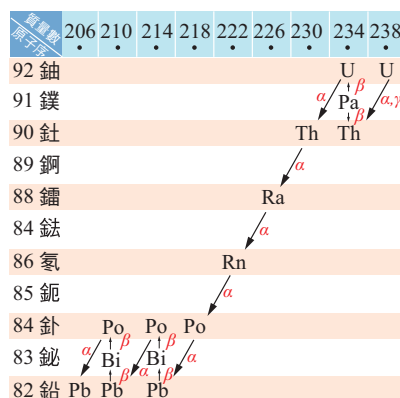 質量數 206 210 214 218 222 226 230 234 238
原子序
92 鈾 U U
α β α,γ
91 鏷 Pa
β
90 釷 Th Th
89 錒 α
88 鐳 Ra
84 鍅 α
86 氡 Rn
85 鈪 α
84 釙 Po Po Po
α β β α
83 鉍 Bi Bi
β α β
82 鉛 Pb Pb Pb